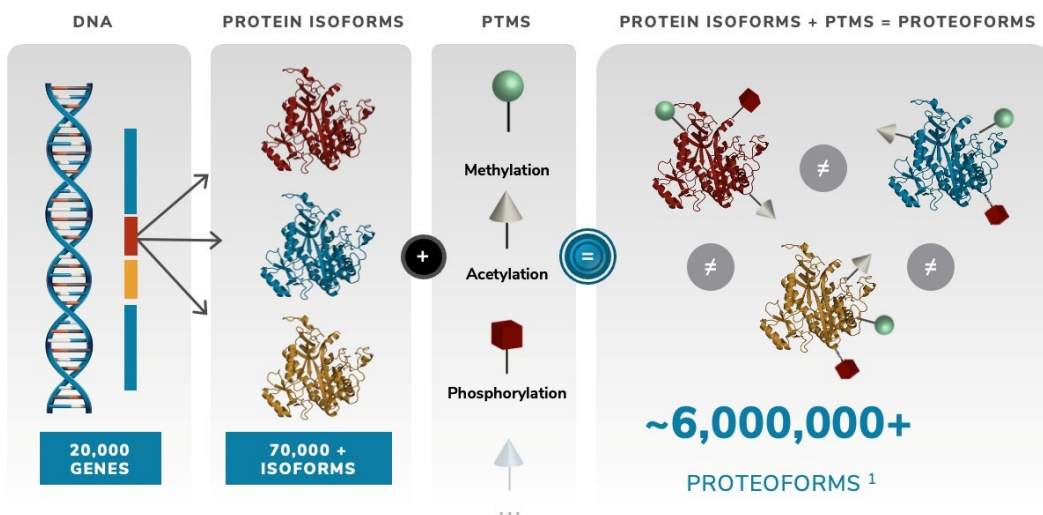 DNA
PROTEIN ISOFORMS
PTMS
PROTEIN ISOFORMS + PTMS = PROTEOFORMS
20,000
GENES
70,000 +
ISOFORMS
+
Methylation
Acetylation
Phosphorylation
...
=
≠
≠
≠
~6,000,000+
PROTEOFORMS ¹